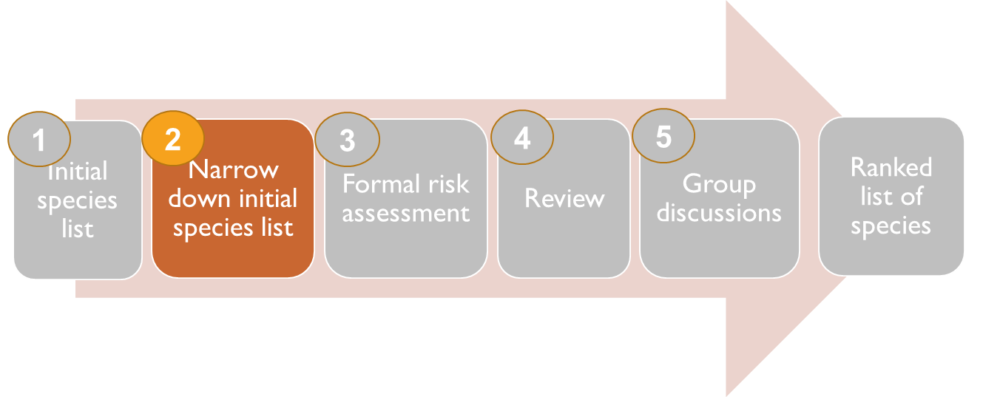 1
Initial
species
list
2
Narrow
down initial
species list
3
Formal risk
assessment
4
Review
5
Group
discussions
Ranked
list of
species